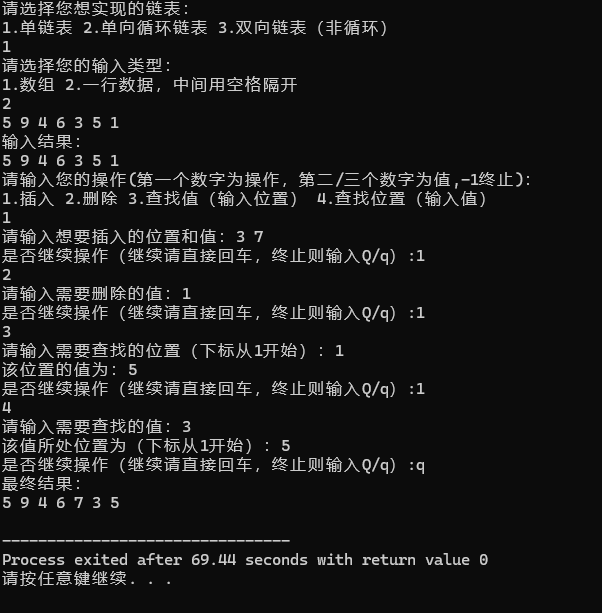 请选择您想实现的链表：
1.单链表 2.单向循环链表 3.双向链表（非循环）
1
请选择您的输入类型：
1.数组 2.一行数据，中间用空格隔开
2
5 9 4 6 3 5 1
输入结果：
5 9 4 6 3 5 1
请输入您的操作(第一个数字为操作，第二/三个数字为值,-1终止)：
1.插入 2.删除 3.查找值（输入位置） 4.查找位置（输入值）
1
请输入想要插入的位置和值：3 7
是否继续操作（继续请直接回车，终止则输入Q/q）:1
2
请输入需要删除的值：1
是否继续操作（继续请直接回车，终止则输入Q/q）:1
3
请输入需要查找的位置（下标从1开始）：1
该位置的值为：5
是否继续操作（继续请直接回车，终止则输入Q/q）:1
4
请输入需要查找的值：3
该值所处位置为（下标从1开始）：5
是否继续操作（继续请直接回车，终止则输入Q/q）:q
最终结果：
5 9 4 6 7 3 5
--------------------------------
Process exited after 69.44 seconds with return value 0
请按任意键继续. . .